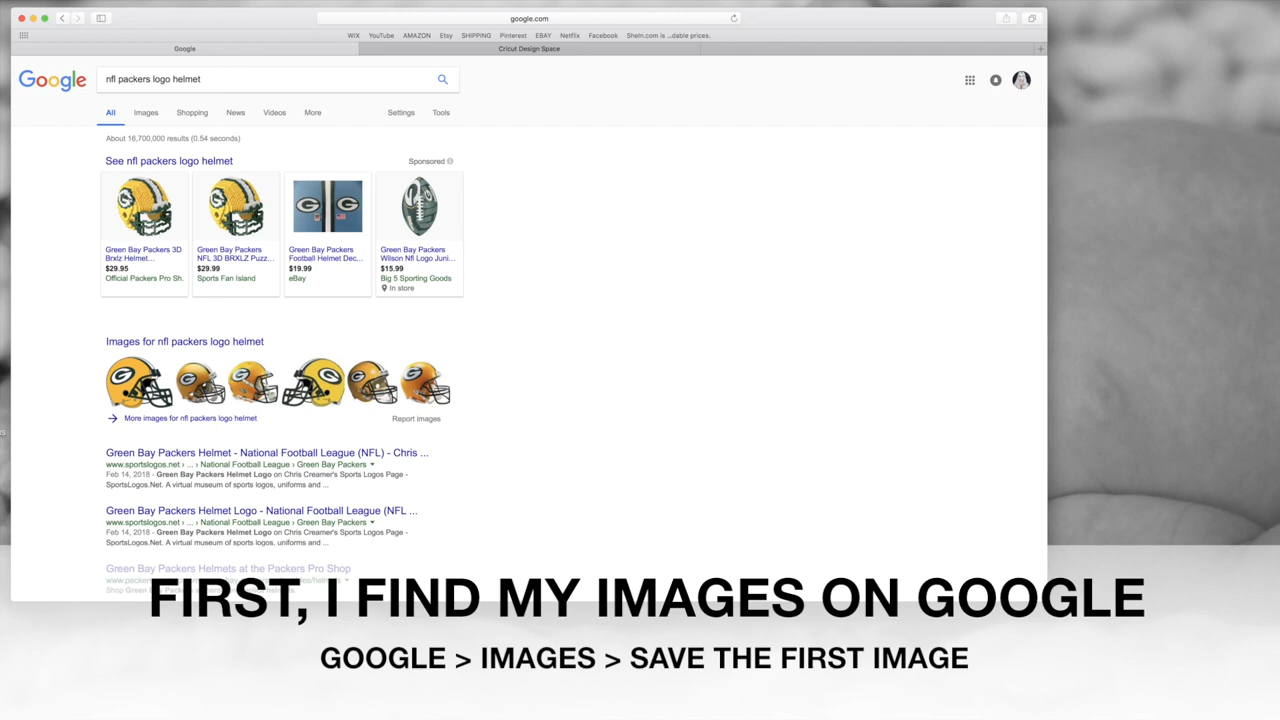 google.com
WIX YouTube AMAZON Etsy SHIPPING Pinterest EBAY Netflix Facebook SheIn.com is ...dable prices.
Google Cricut Design Space
Google nfl packers logo helmet
All Images Shopping News Videos More Settings Tools
About 16,700,000 results (0.54 seconds)
See nfl packers logo helmet Sponsored
Green Bay Packers 3D
Brxlz Helmet...
$29.95
Official Packers Pro Sh.
Green Bay Packers
NFL 3D BRXLZ Puzz...
$29.99
Sports Fan Island
Green Bay Packers
Football Helmet Dec...
$19.99
eBay
Green Bay Packers
Wilson Nfl Logo Juni...
$15.99
Big 5 Sporting Goods
In store
Images for nfl packers logo helmet
More images for nfl packers logo helmet Report images
Green Bay Packers Helmet - National Football League (NFL) - Chris ...
www.sportslogos.net › ... › National Football League › Green Bay Packers
Feb 14, 2018 - Green Bay Packers Helmet Logo on Chris Creamer's Sports Logos Page -
SportsLogos.Net. A virtual museum of sports logos, uniforms and ...
Green Bay Packers Helmet Logo - National Football League (NFL ...
www.sportslogos.net › ... › National Football League › Green Bay Packers
Feb 14, 2018 - Green Bay Packers Helmet Logo on Chris Creamer's Sports Logos Page -
SportsLogos.Net. A virtual museum of sports logos, uniforms and ...
Green Bay Packers Helmets at the Packers Pro Shop
FIRST, I FIND MY IMAGES ON GOOGLE
GOOGLE > IMAGES > SAVE THE FIRST IMAGE